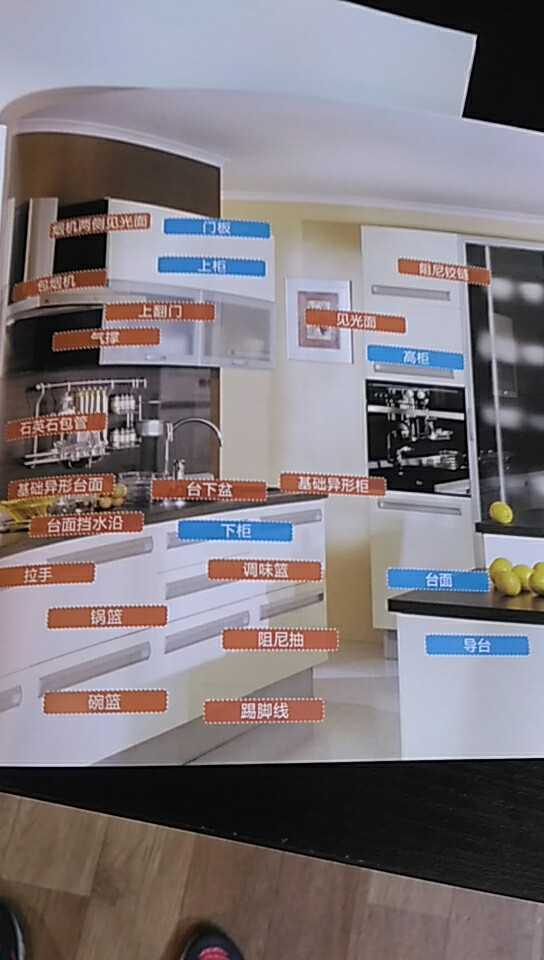 烟机两侧见光面
门板
上柜
阻尼铰链
包烟机
上翻门
见光面
气撑
高柜
石英石包管
基础异形台面
台下盆
基础异形柜
台面挡水沿
下柜
拉手
调味篮
台面
锅篮
阻尼抽
导台
碗篮
踢脚线